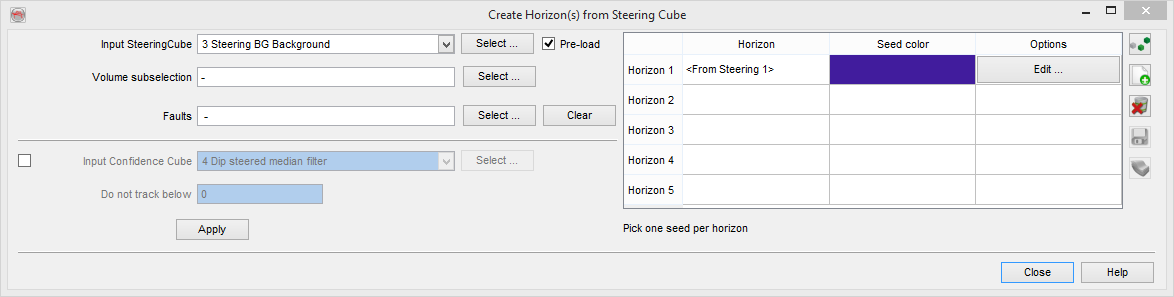 Create Horizon(s) from Steering Cube
Input SteeringCube 3 Steering BG Background Select ... Pre-load
Volume subselection - Select ...
Faults - Select ... Clear
Input Confidence Cube 4 Dip steered median filter Select ...
Do not track below 0
Apply
Horizon Seed color Options
Horizon 1 <From Steering 1> Edit ...
Horizon 2
Horizon 3
Horizon 4
Horizon 5
Pick one seed per horizon
Close Help